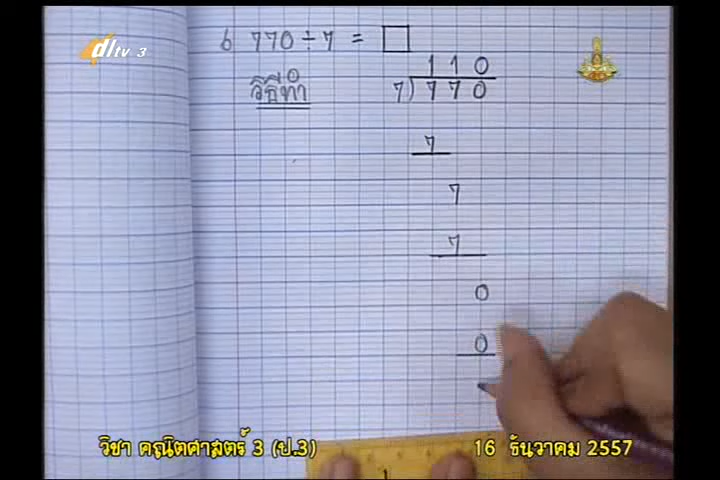 dltv 3
6 770 ÷ 7 = □
วิธีทำ
110
7)770
7
7
7
0
0
วิชา คณิตศาสตร์ 3 (ป.3) 16 ธันวาคม 2557